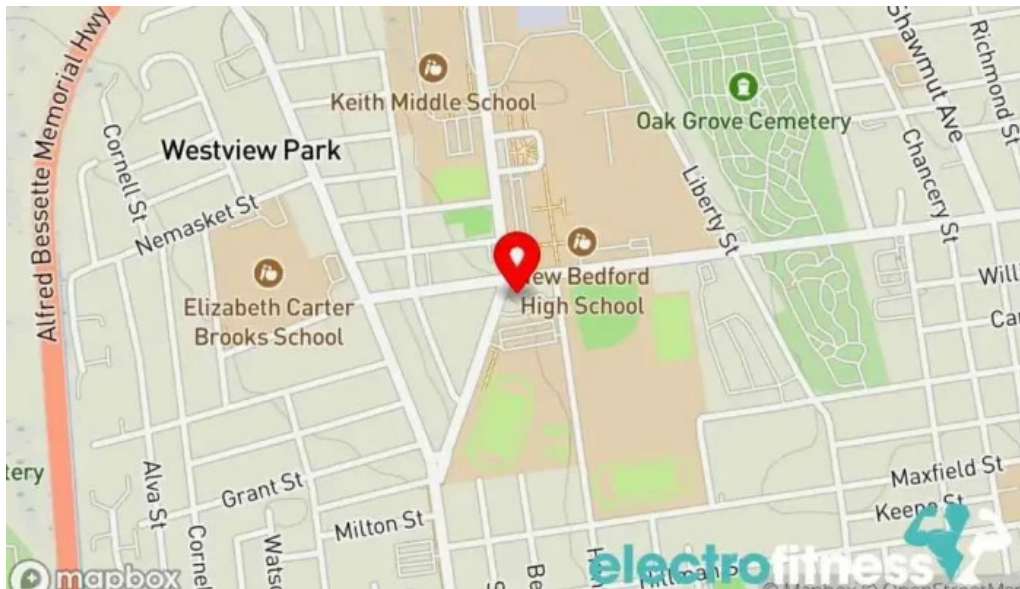 Alfred Bessette Memorial Hwy
Cornell St
Westview Park
Nemasket St
Keith Middle School
Oak Grove Cemetery
Shawmut Ave
Richmond St
Chancery St
Liberty St
Elizabeth Carter
Brooks School
New Bedford
High School
Alva St
Grant St
Milton St
Maxfield St
Keene St
mapbox
electrofitness
© Mapbox © OpenStreetMap